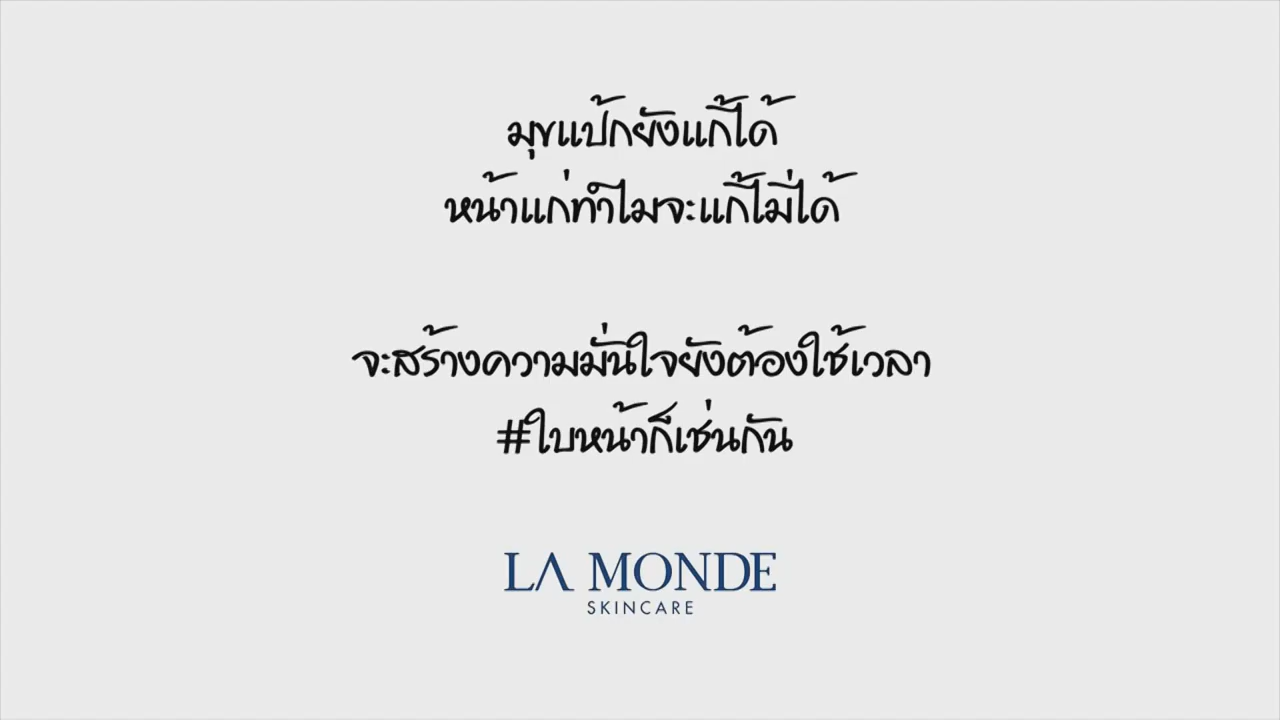 มุขแป้กยังแก้ได้
หน้าแก่ทำไมจะแก้ไม่ได้
จะสร้างความมั่นใจยังต้องใช้เวลา
#ใบหน้าก็เช่นกัน
LA MONDE
SKINCARE